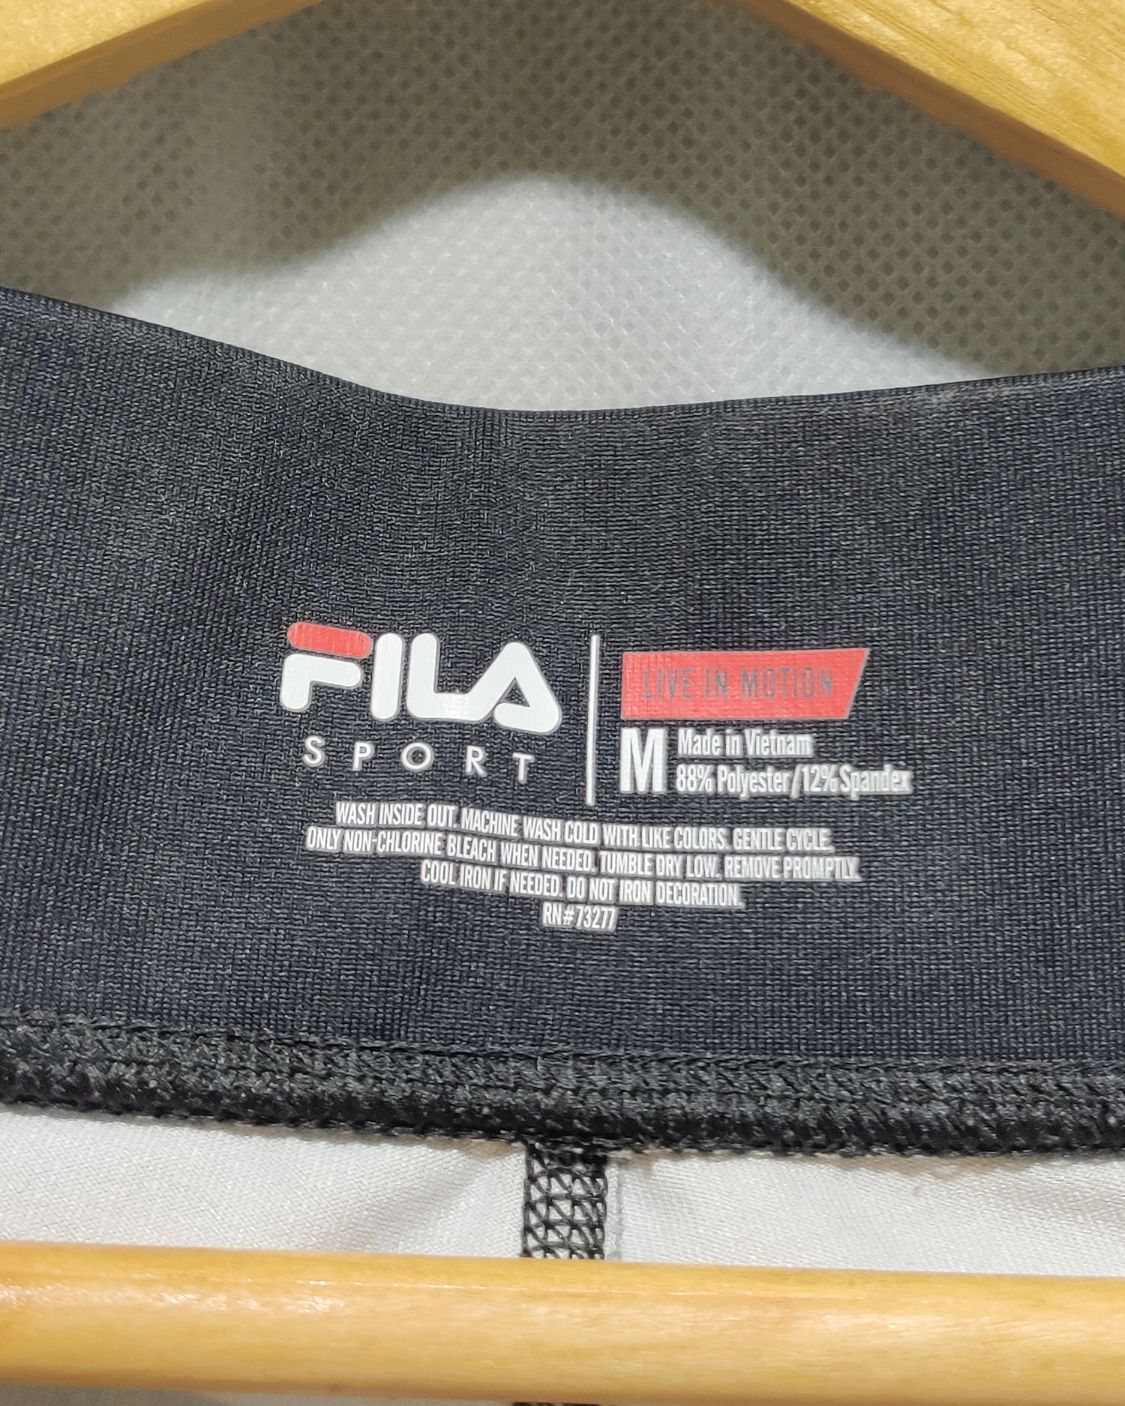 FILA
SPORT
LIVE IN MOTION
M
Made in Vietnam
88% Polyester/12% Spandex
WASH INSIDE OUT. MACHINE WASH COLD WITH LIKE COLORS. GENTLE CYCLE.
ONLY NON-CHLORINE BLEACH WHEN NEEDED. TUMBLE DRY LOW. REMOVE PROMPTLY.
COOL IRON IF NEEDED. DO NOT IRON DECORATION.
RN#73277